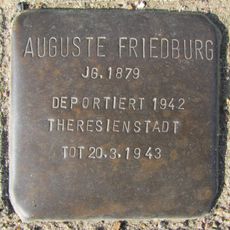 AUGUSTE FRIEDBURG
JG. 1879
DEPORTIERT 1942
THERESIENSTADT
TOT 20.3.1943